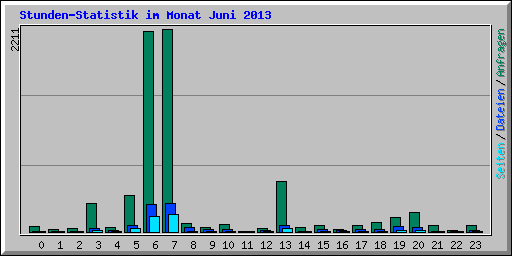 Stunden-Statistik im Monat Juni 2013
2211
Seiten/Dateien/Anfragen
0 1 2 3 4 5 6 7 8 9 10 11 12 13 14 15 16 17 18 19 20 21 22 23